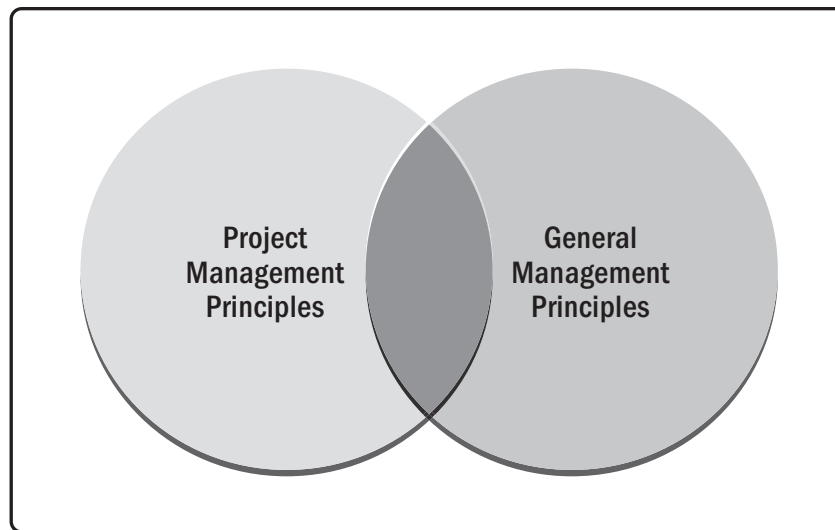 Project
Management
Principles
General
Management
Principles